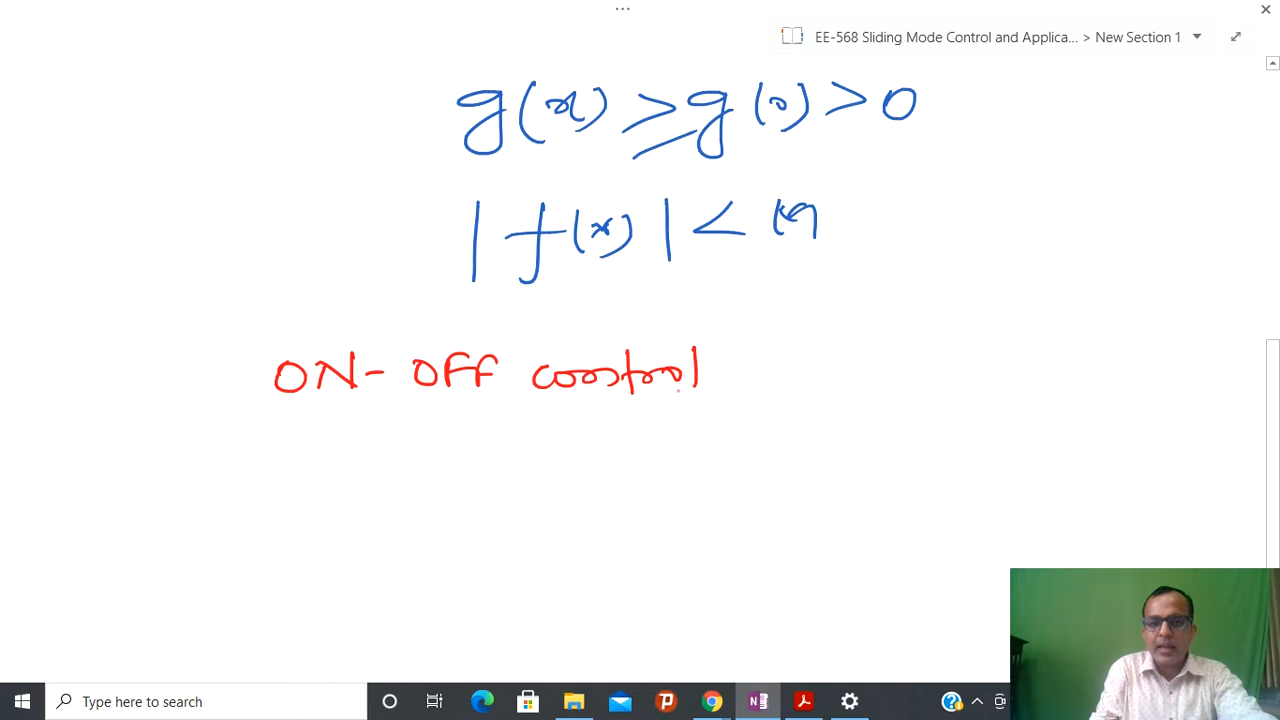 EE-568 Sliding Mode Control and Applica... > New Section 1
g(x) ≥ g(0) > 0
| f(x) | <
ON-OFF control
Type here to search